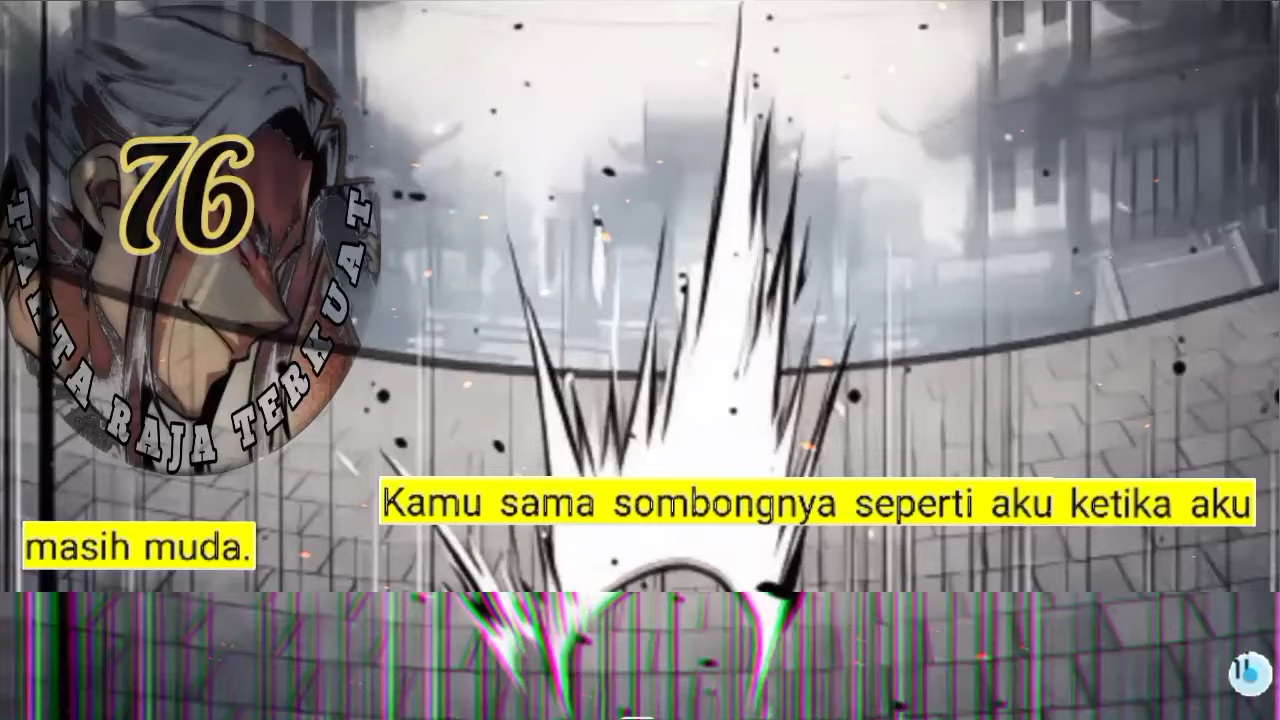 76
TAHTA RAJA TERKUAT
Kamu sama sombongnya seperti aku ketika aku
masih muda.